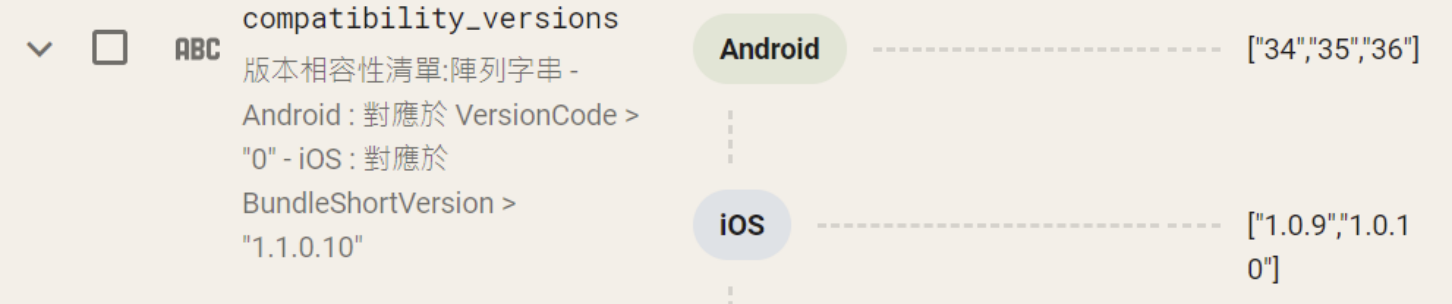 compatibility_versions
ABC
版本相容性清單:陣列字串 -
Android : 對應於 VersionCode >
"0" - iOS : 對應於
BundleShortVersion >
"1.1.0.10"
Android
["34","35","36"]
iOS
["1.0.9","1.0.1
0"]